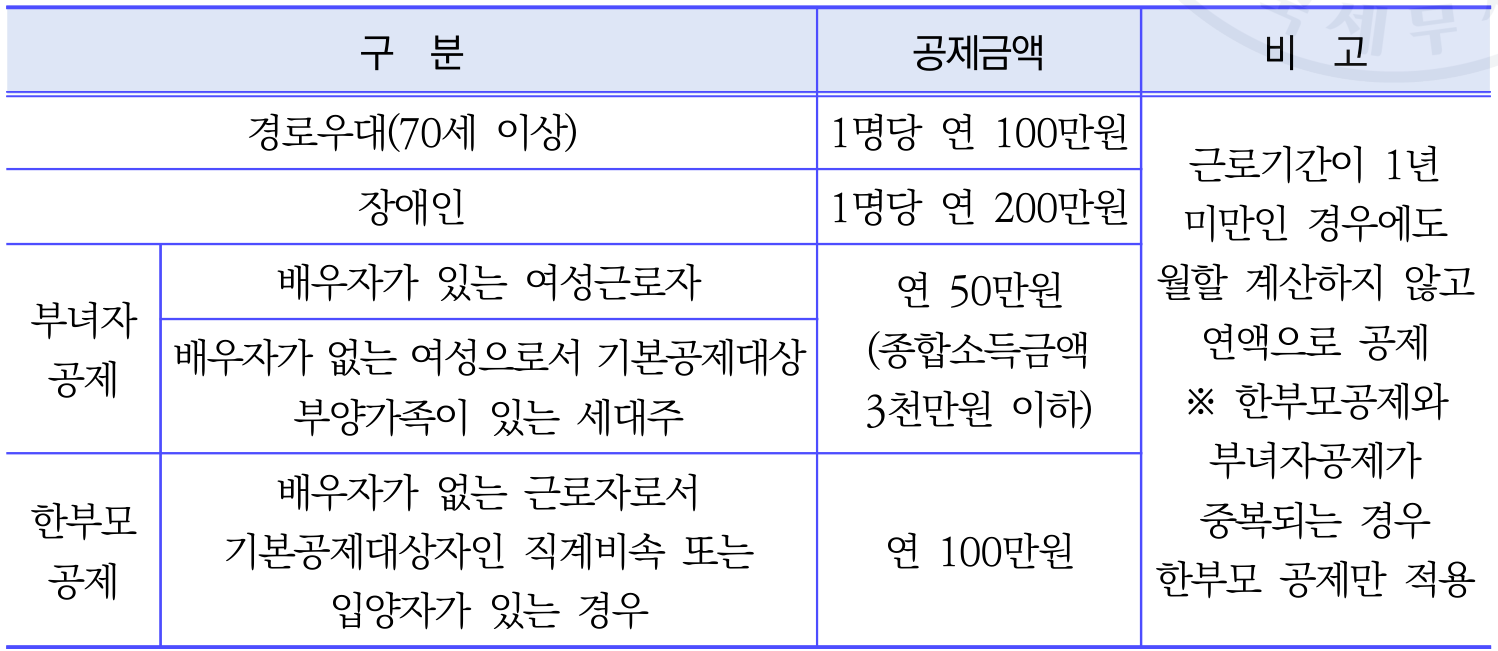 구 분 공제금액 비 고
경로우대(70세 이상) 1명당 연 100만원
장애인 1명당 연 200만원
부녀자
공제
배우자가 있는 여성근로자
배우자가 없는 여성으로서 기본공제대상
부양가족이 있는 세대주
연 50만원
(종합소득금액
3천만원 이하)
한부모
공제
배우자가 없는 근로자로서
기본공제대상자인 직계비속 또는
입양자가 있는 경우
연 100만원
근로기간이 1년
미만인 경우에도
월할 계산하지 않고
연액으로 공제
※ 한부모공제와
부녀자공제가
중복되는 경우
한부모 공제만 적용